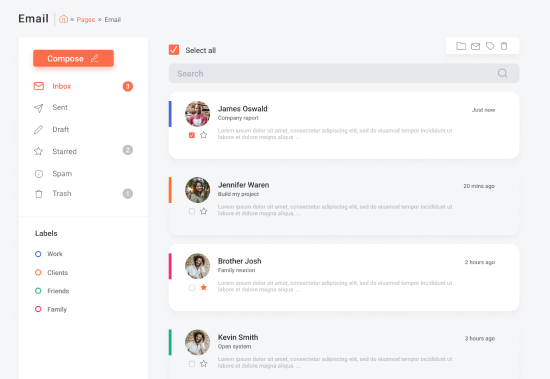 Email
» Pages » Email
Compose
Inbox 3
Sent
Draft
Starred 2
Spam
Trash 1
Labels
Work
Clients
Friends
Family
Select all
Search
James Oswald
Just now
Company report
Lorem ipsum dolor sit amet, consectetur adipiscing elit, sed do eiusmod tempor incididunt ut
labore et dolore magna aliqua. ...
Jennifer Waren
20 mins ago
Build my project
Lorem ipsum dolor sit amet, consectetur adipiscing elit, sed do eiusmod tempor incididunt ut
labore et dolore magna aliqua. ...
Brother Josh
2 hours ago
Family reunion
Lorem ipsum dolor sit amet, consectetur adipiscing elit, sed do eiusmod tempor incididunt ut
labore et dolore magna aliqua. ...
Kevin Smith
3 hours ago
Open system
Lorem ipsum dolor sit amet, consectetur adipiscing elit, sed do eiusmod tempor incididunt ut
labore et dolore magna aliqua. ...